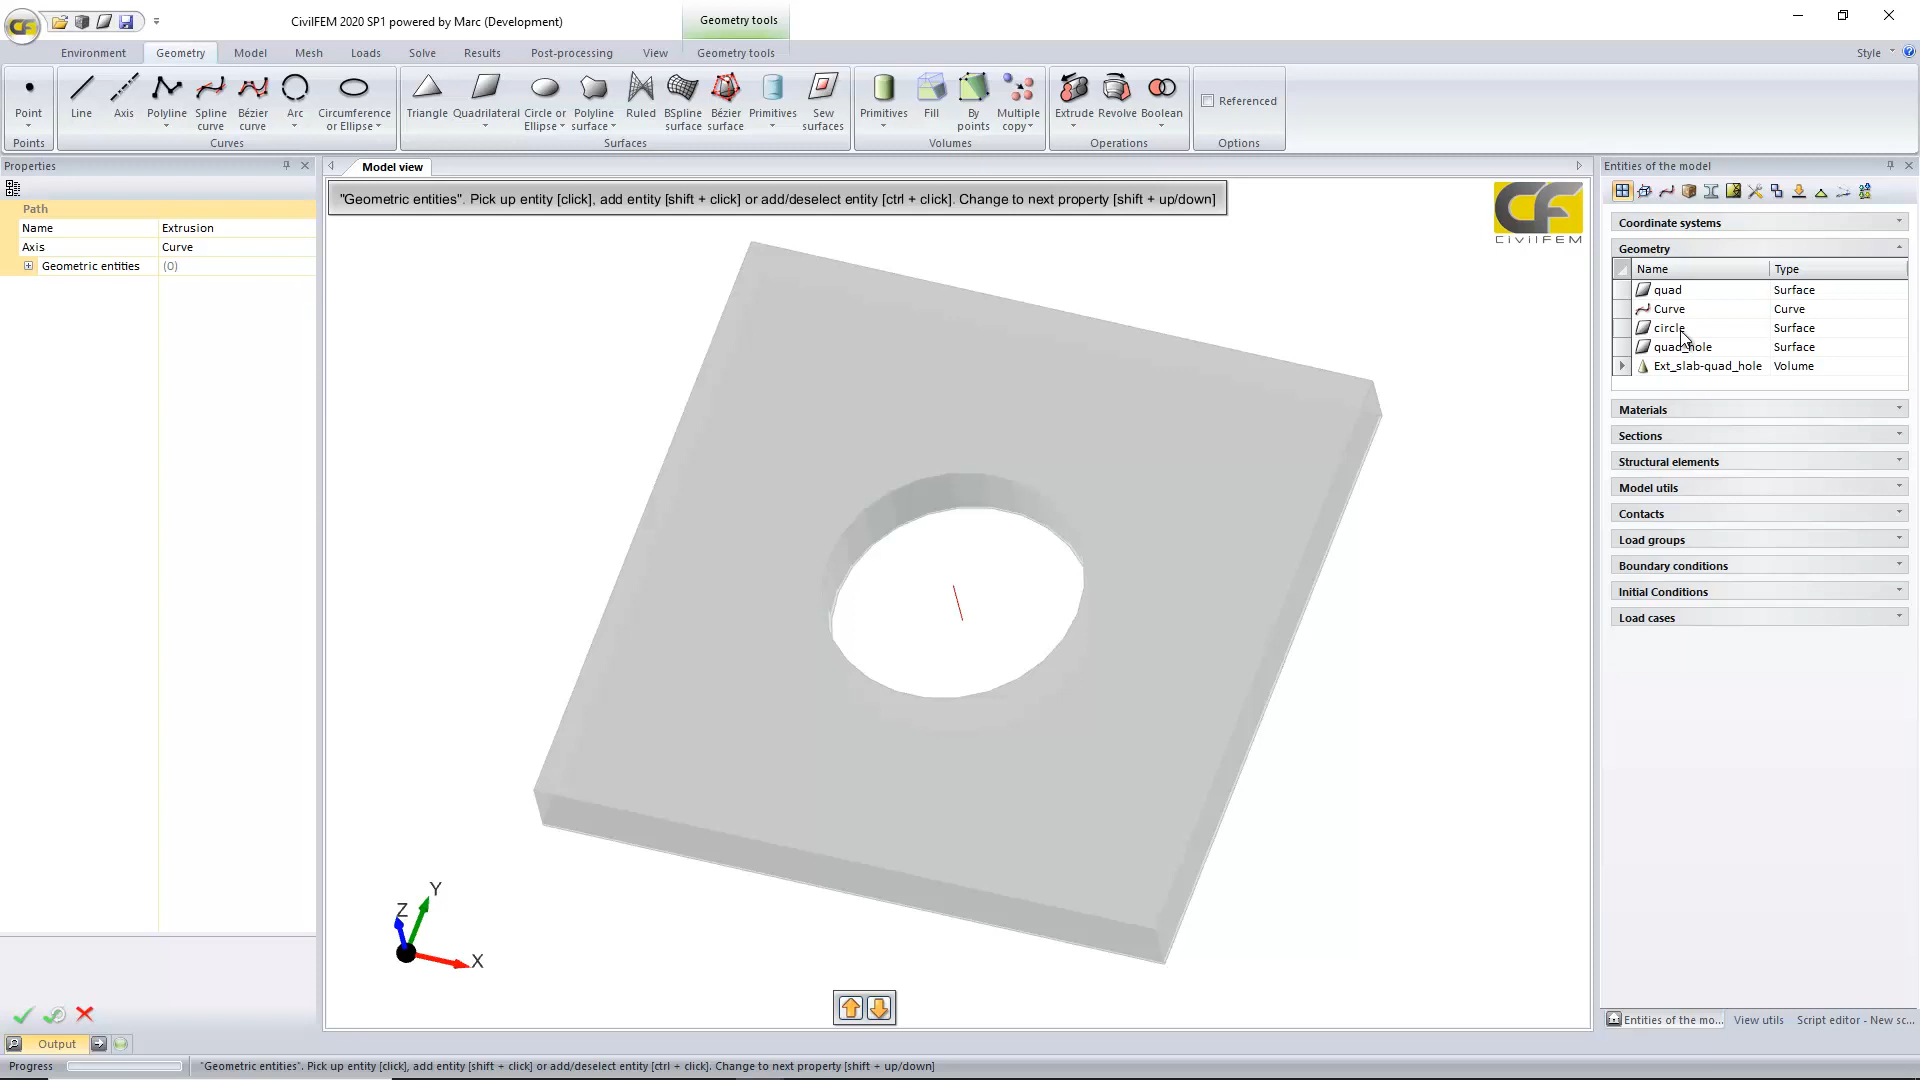 CivilFEM 2020 SP1 powered by Marc (Development)
Geometry tools
Environment
Geometry
Model
Mesh
Loads
Solve
Results
Post-processing
View
Geometry tools
Style
Point
Line
Axis
Polyline
Spline curve
Bézier curve
Arc
Circumference or Ellipse
Triangle
Quadrilateral
Circle or Ellipse
Polyline surface
Ruled
BSpline surface
Bézier surface
Primitives
Sew surfaces
Primitives
Fill
By points
Multiple copy
Extrude
Revolve
Boolean
Referenced
Points
Curves
Surfaces
Volumes
Operations
Options
Properties
Path
Name Extrusion
Axis Curve
Geometric entities (0)
Model view
"Geometric entities". Pick up entity [click], add entity [shift + click] or add/deselect entity [ctrl + click]. Change to next property [shift + up/down]
CF
CIVILFEM
Z
Y
X
Entities of the model
Coordinate systems
Geometry
Name Type
quad Surface
Curve Curve
circle Surface
quad_hole Surface
Ext_slab-quad_hole Volume
Materials
Sections
Structural elements
Model utils
Contacts
Load groups
Boundary conditions
Initial Conditions
Load cases
Entities of the mo...
View utils
Script editor - New sc...
Output
Progress
"Geometric entities". Pick up entity [click], add entity [shift + click] or add/deselect entity [ctrl + click]. Change to next property [shift + up/down]